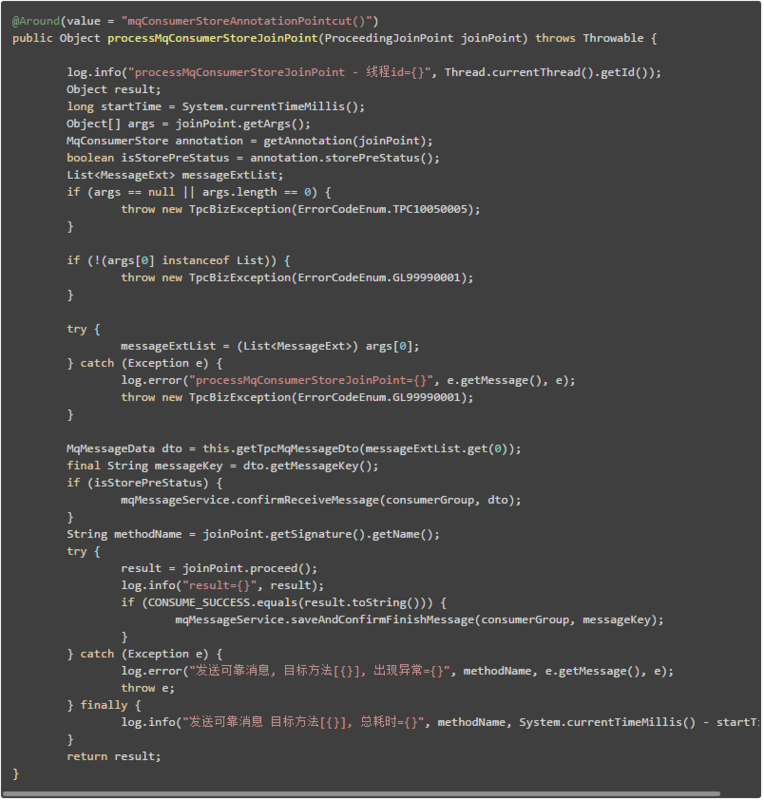 @Around(value = "mqConsumerStoreAnnotationPointcut()")
public Object processMqConsumerStoreJoinPoint(ProceedingJoinPoint joinPoint) throws Throwable {
log.info("processMqConsumerStoreJoinPoint - 线程id={}", Thread.currentThread().getId());
Object result;
long startTime = System.currentTimeMillis();
Object[] args = joinPoint.getArgs();
MqConsumerStore annotation = getAnnotation(joinPoint);
boolean isStorePreStatus = annotation.storePreStatus();
List<MessageExt> messageExtList;
if (args == null || args.length == 0) {
throw new TpcBizException(ErrorCodeEnum.TPC10050005);
}
if (!(args[0] instanceof List)) {
throw new TpcBizException(ErrorCodeEnum.GL99990001);
}
try {
messageExtList = (List<MessageExt>) args[0];
} catch (Exception e) {
log.error("processMqConsumerStoreJoinPoint={}", e.getMessage(), e);
throw new TpcBizException(ErrorCodeEnum.GL99990001);
}
MqMessageData dto = this.getTpcMqMessageDto(messageExtList.get(0));
final String messageKey = dto.getMessageKey();
if (isStorePreStatus) {
mqMessageService.confirmReceiveMessage(consumerGroup, dto);
}
String methodName = joinPoint.getSignature().getName();
try {
result = joinPoint.proceed();
log.info("result={}", result);
if (CONSUME_SUCCESS.equals(result.toString())) {
mqMessageService.saveAndConfirmFinishMessage(consumerGroup, messageKey);
}
} catch (Exception e) {
log.error("发送可靠消息, 目标方法[{}], 出现异常={}", methodName, e.getMessage(), e);
throw e;
} finally {
log.info("发送可靠消息 目标方法[{}], 总耗时={}", methodName, System.currentTimeMillis() - startT
}
return result;
}